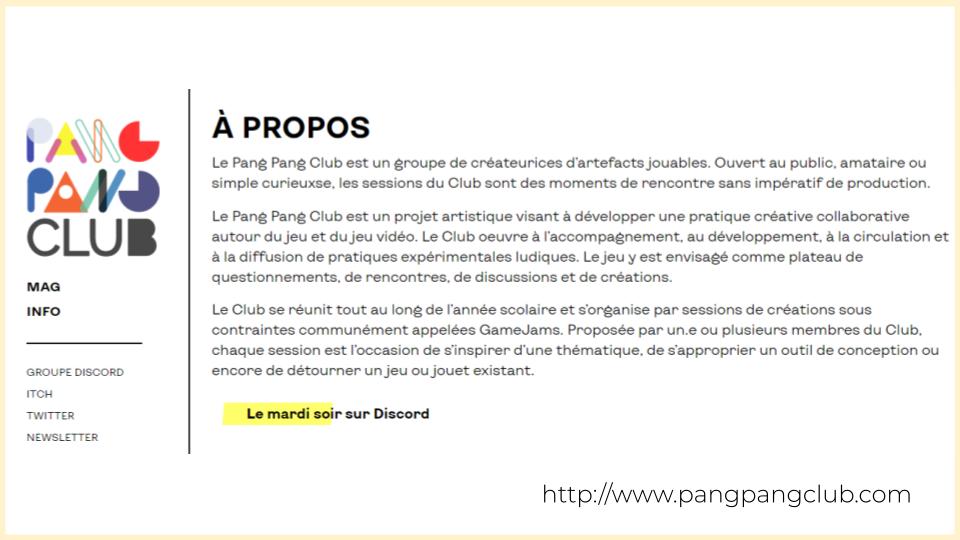 PANG
PANG
CLUB
MAG
INFO
GROUPE DISCORD
ITCH
TWITTER
NEWSLETTER
À PROPOS
Le Pang Pang Club est un groupe de créateurices d'artefacts jouables. Ouvert au public, amataire ou
simple curieuxse, les sessions du Club sont des moments de rencontre sans impératif de production.
Le Pang Pang Club est un projet artistique visant à développer une pratique créative collaborative
autour du jeu et du jeu vidéo. Le Club oeuvre à l'accompagnement, au développement, à la circulation et
à la diffusion de pratiques expérimentales ludiques. Le jeu y est envisagé comme plateau de
questionnements, de rencontres, de discussions et de créations.
Le Club se réunit tout au long de l'année scolaire et s'organise par sessions de créations sous
contraintes communément appelées GameJams. Proposée par un.e ou plusieurs membres du Club,
chaque session est l'occasion de s'inspirer d'une thématique, de s'approprier un outil de conception ou
encore de détourner un jeu ou jouet existant.
Le mardi soir sur Discord
http://www.pangpangclub.com